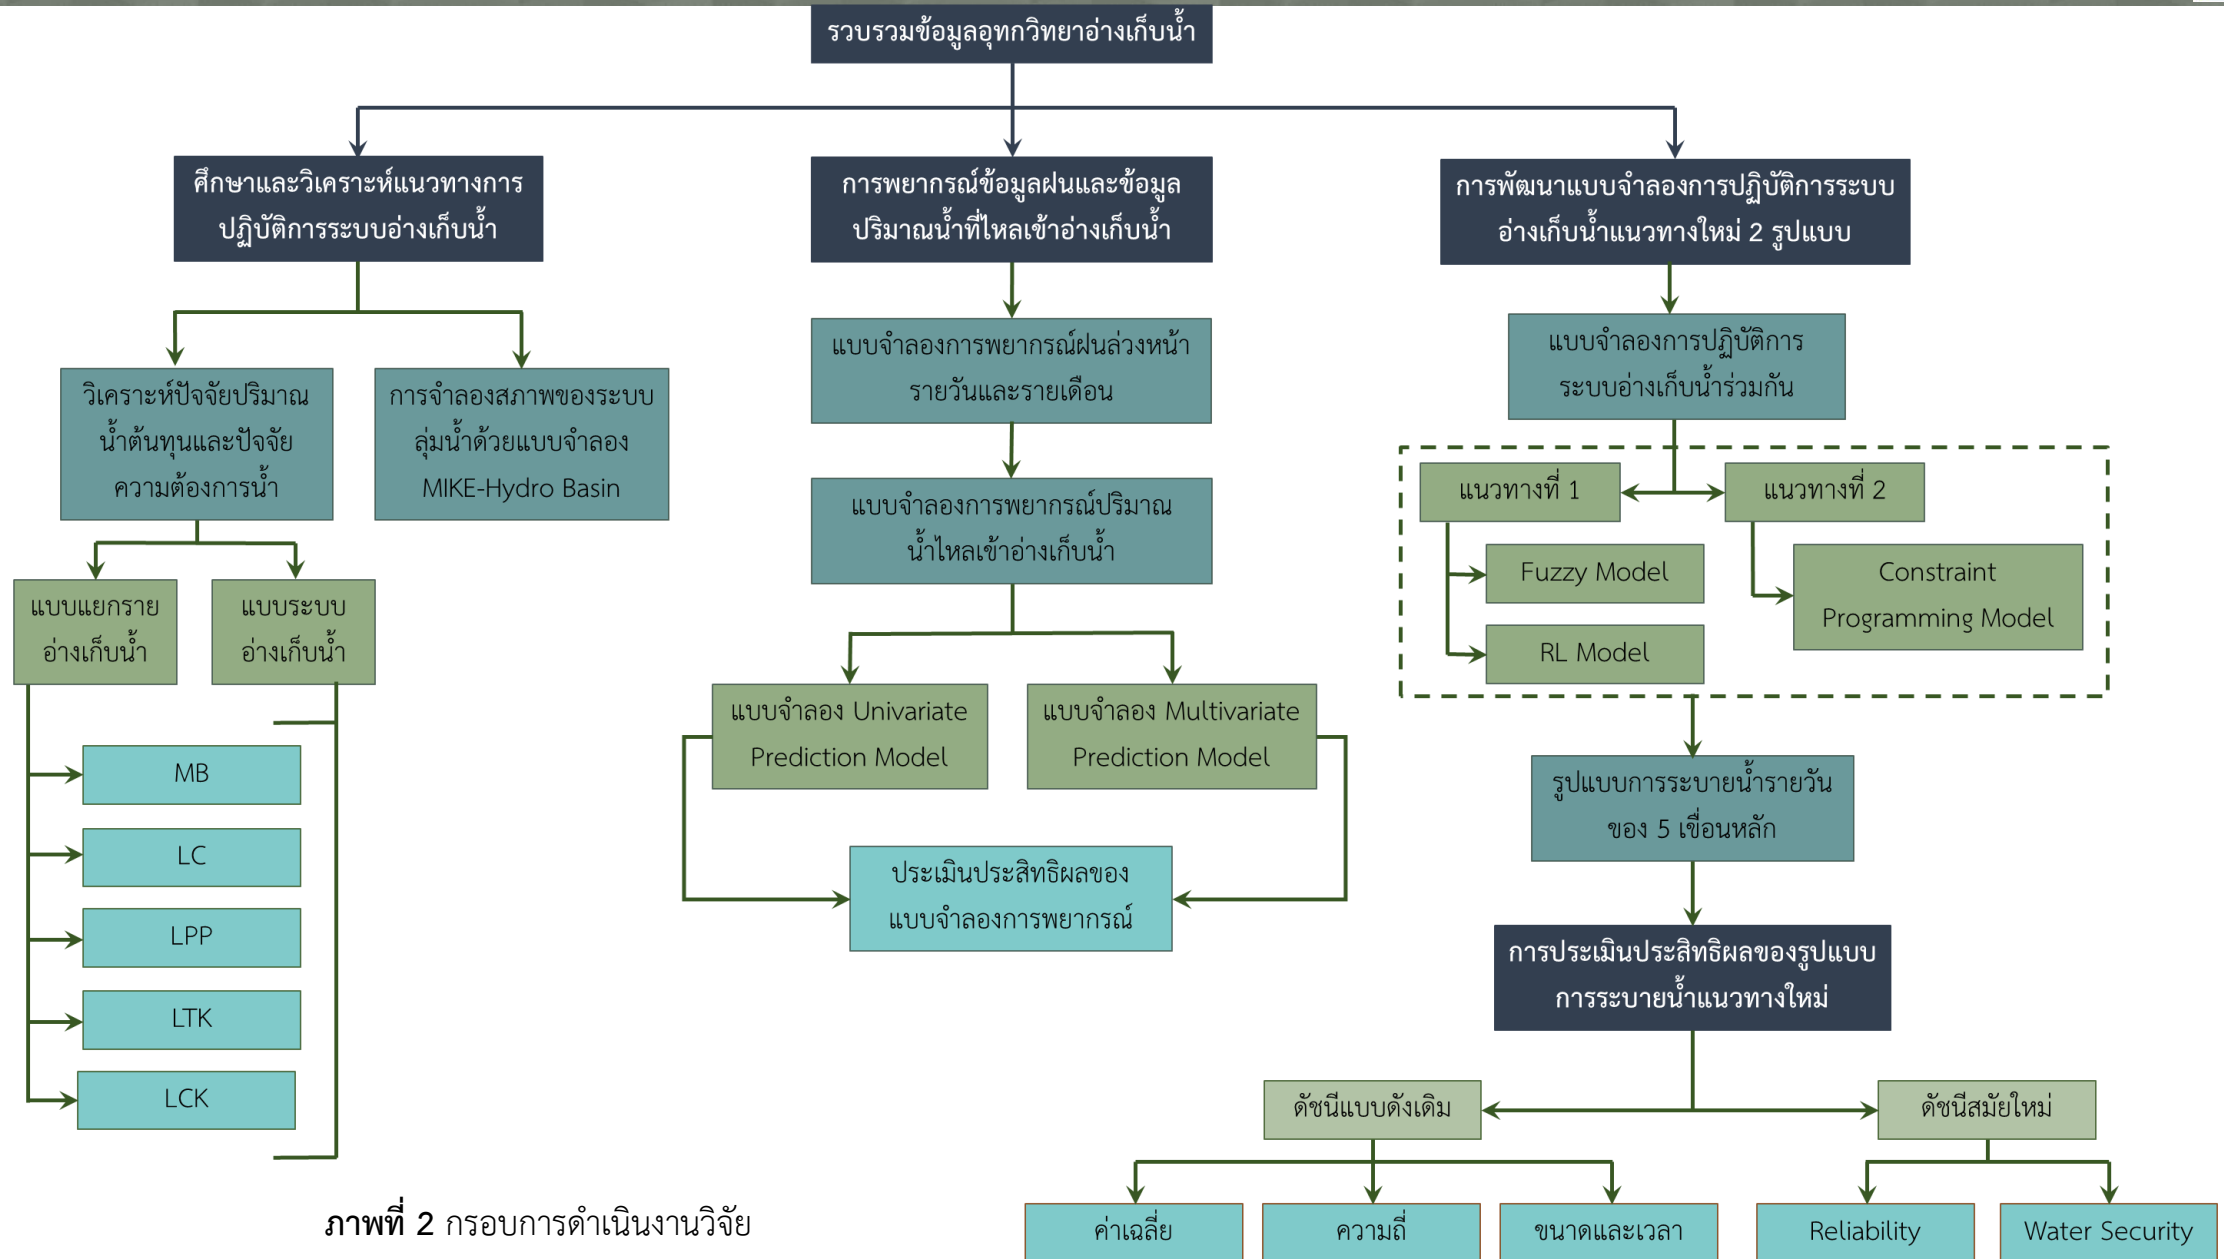 รวบรวมข้อมูลอุทกวิทยาอ่างเก็บน้ำ
ศึกษาและวิเคราะห์แนวทางการ
ปฏิบัติการระบบอ่างเก็บน้ำ
วิเคราะห์ปัจจัยปริมาณ
น้ำต้นทุนและปัจจัย
ความต้องการน้ำ
การจำลองสภาพของระบบ
ลุ่มน้ำด้วยแบบจำลอง
MIKE-Hydro Basin
แบบแยกราย
อ่างเก็บน้ำ
แบบระบบ
อ่างเก็บน้ำ
MB
LC
LPP
LTK
LCK
การพยากรณ์ข้อมูลฝนและข้อมูล
ปริมาณน้ำที่ไหลเข้าอ่างเก็บน้ำ
แบบจำลองการพยากรณ์ฝนล่วงหน้า
รายวันและรายเดือน
แบบจำลองการพยากรณ์ปริมาณ
น้ำไหลเข้าอ่างเก็บน้ำ
แบบจำลอง Univariate
Prediction Model
แบบจำลอง Multivariate
Prediction Model
ประเมินประสิทธิผลของ
แบบจำลองการพยากรณ์
การพัฒนาแบบจำลองการปฏิบัติการระบบ
อ่างเก็บน้ำแนวทางใหม่ 2 รูปแบบ
แบบจำลองการปฏิบัติการ
ระบบอ่างเก็บน้ำร่วมกัน
แนวทางที่ 1
แนวทางที่ 2
Fuzzy Model
RL Model
Constraint
Programming Model
รูปแบบการระบายน้ำรายวัน
ของ 5 เขื่อนหลัก
การประเมินประสิทธิผลของรูปแบบ
การระบายน้ำแนวทางใหม่
ดัชนีแบบดังเดิม
ดัชนีสมัยใหม่
ค่าเฉลี่ย
ความถี่
ขนาดและเวลา
Reliability
Water Security
ภาพที่ 2 กรอบการดำเนินงานวิจัย